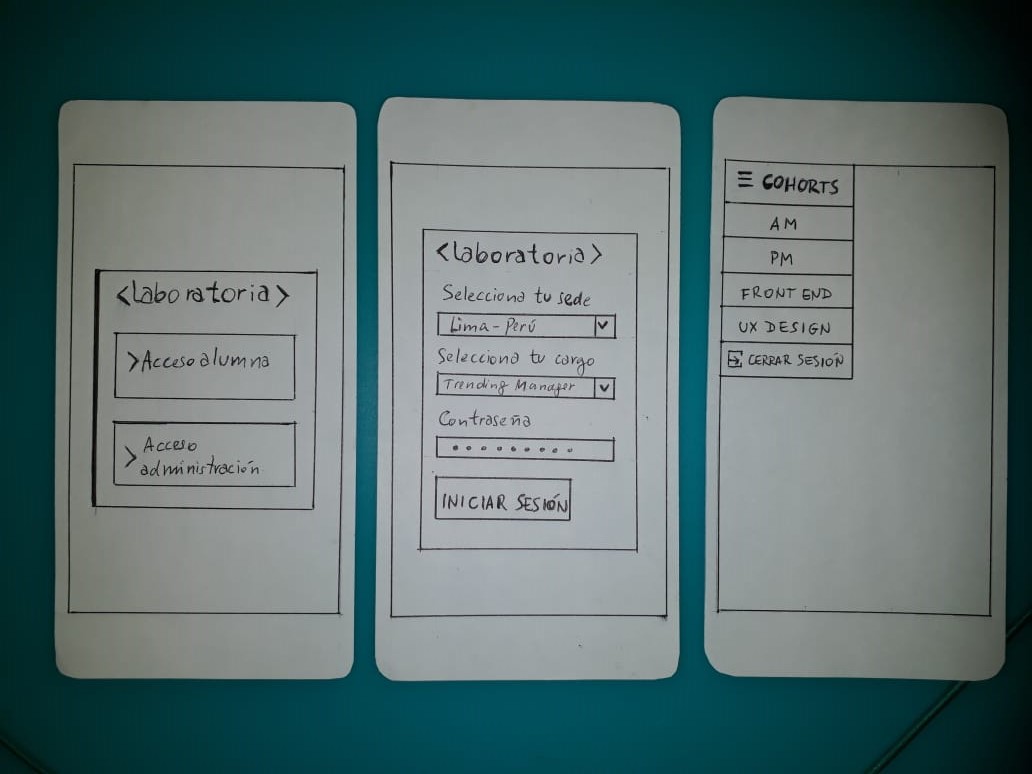 <laboratoria>
>Acceso alumna
>Acceso
administración
<laboratoria>
Selecciona tu sede
Lima-Perú
Selecciona tu cargo
Trending Manager
Contraseña
INICIAR SESIÓN
COHORTS
AM
PM
FRONT END
UX DESIGN
CERRAR SESIÓN